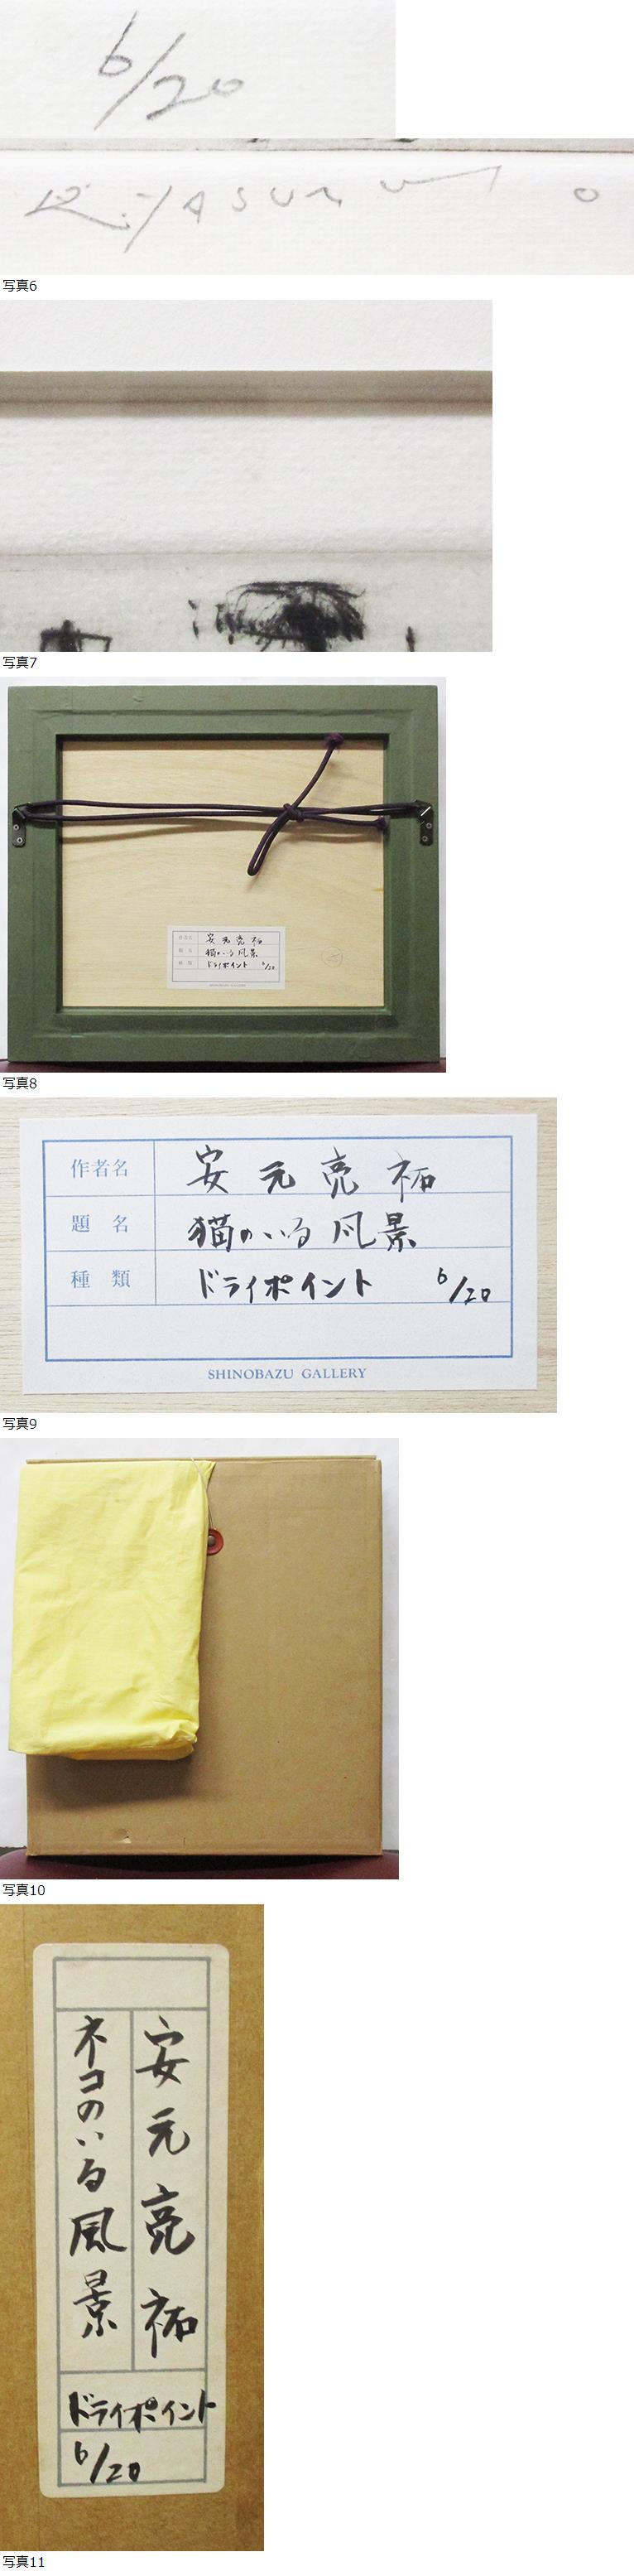 6/20
R. YASUMOTO
写真6
写真7
安元亮祐
猫のいる風景
ドライポイント 6/20
写真8
作者名 安元亮祐
題名 猫のいる風景
種類 ドライポイント 6/20
SHINOBAZU GALLERY
写真9
写真10
安元亮祐
ネコのいる風景
ドライポイント
6/20
写真11